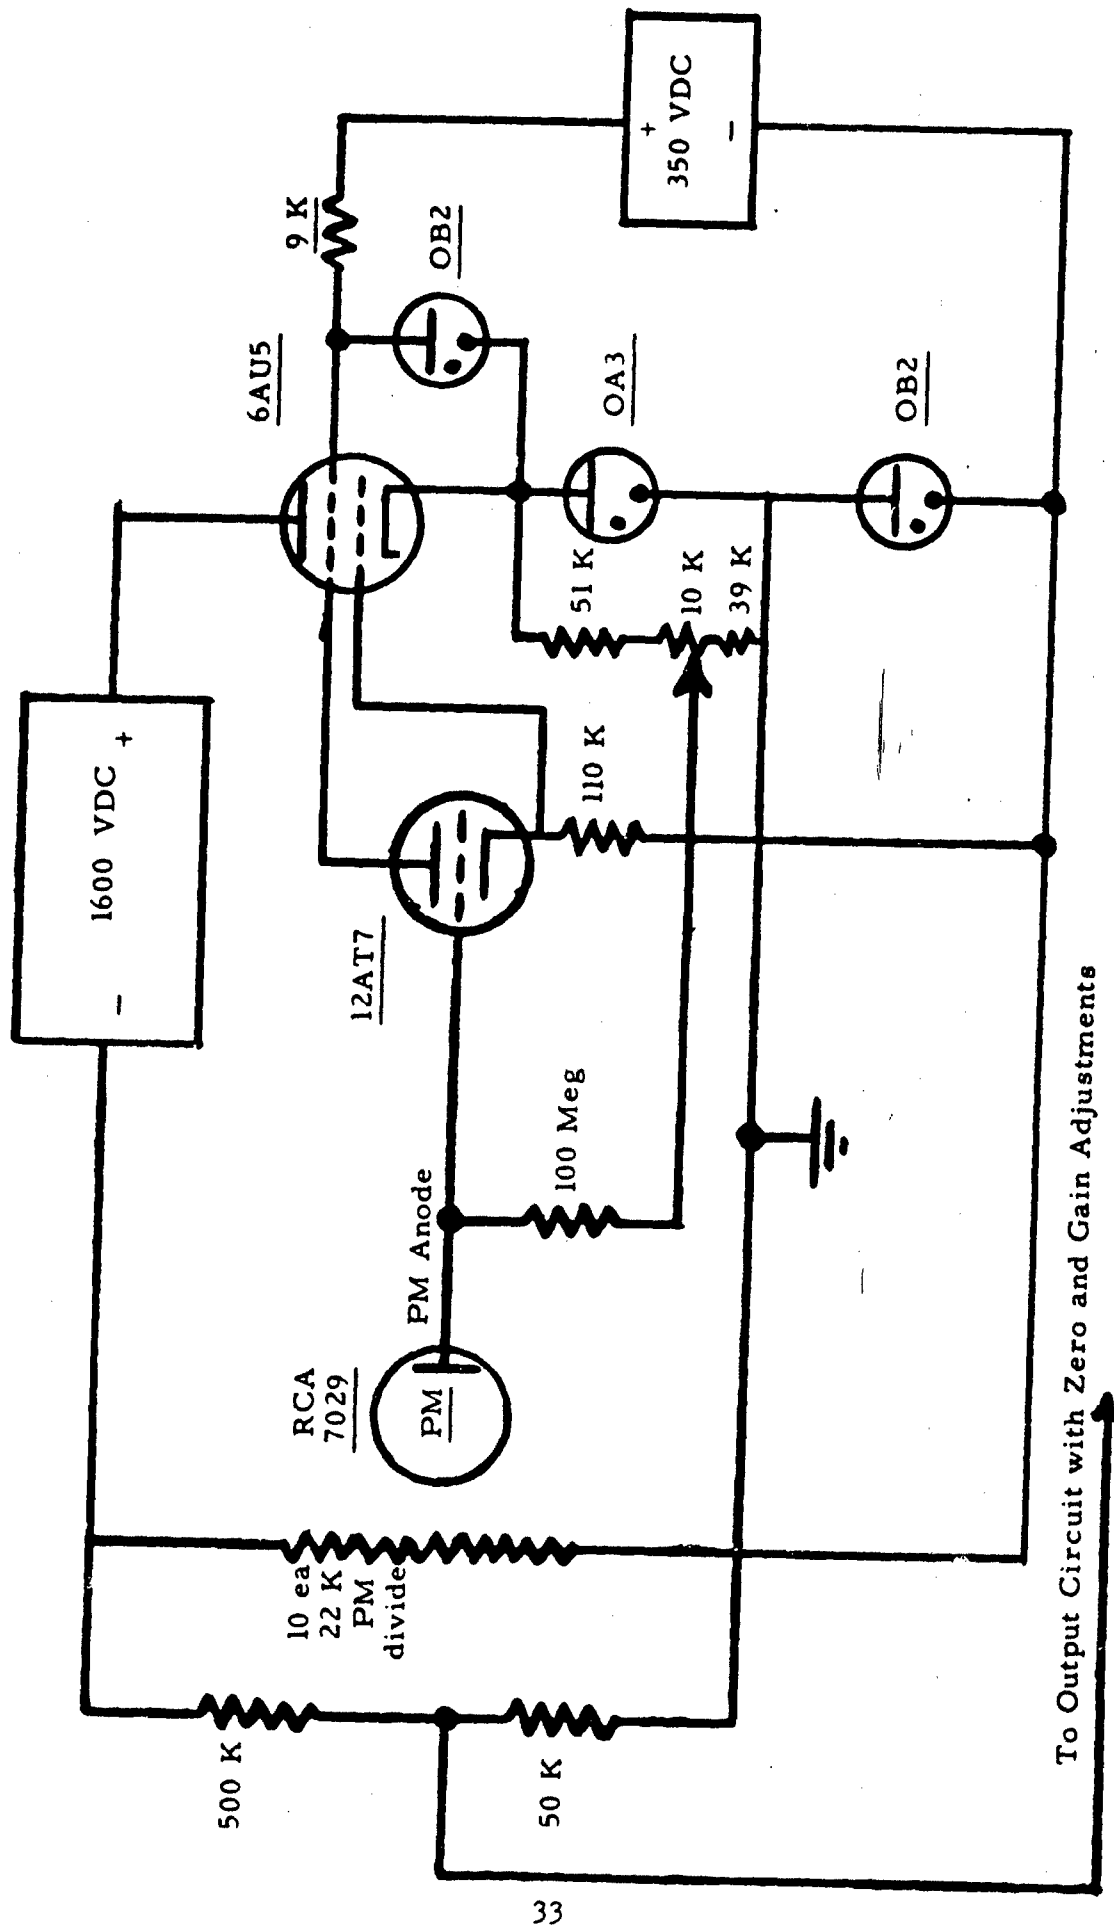 1600 VDC
-
+
6AU5
9 K
OB2
12AT7
RCA
7029
PM
PM Anode
10 ea
22 K
PM
divide
500 K
50 K
100 Meg
110 K
51 K
10 K
39 K
OA3
OB2
+
350 VDC
-
To Output Circuit with Zero and Gain Adjustments
33